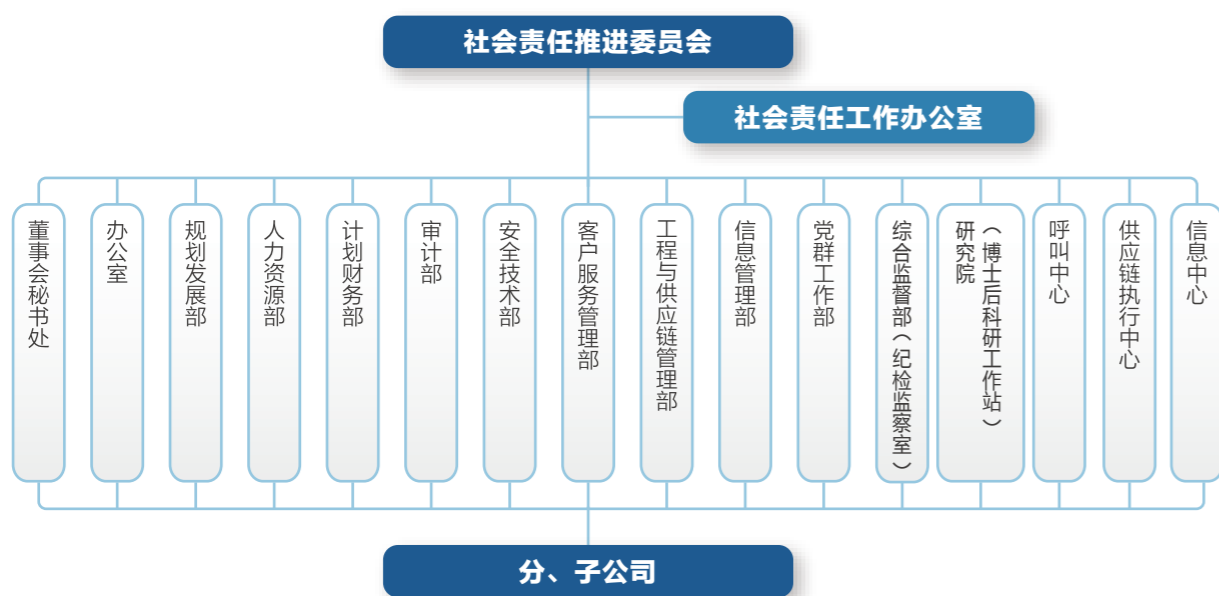 社会责任推进委员会
社会责任工作办公室
董事会秘书处
办公室
规划发展部
人力资源部
计划财务部
审计部
安全技术部
客户服务管理部
工程与供应链管理部
信息管理部
党群工作部
综合监督部（纪检监察室）
研究院
（博士后科研工作站）
呼叫中心
供应链执行中心
信息中心
分、子公司